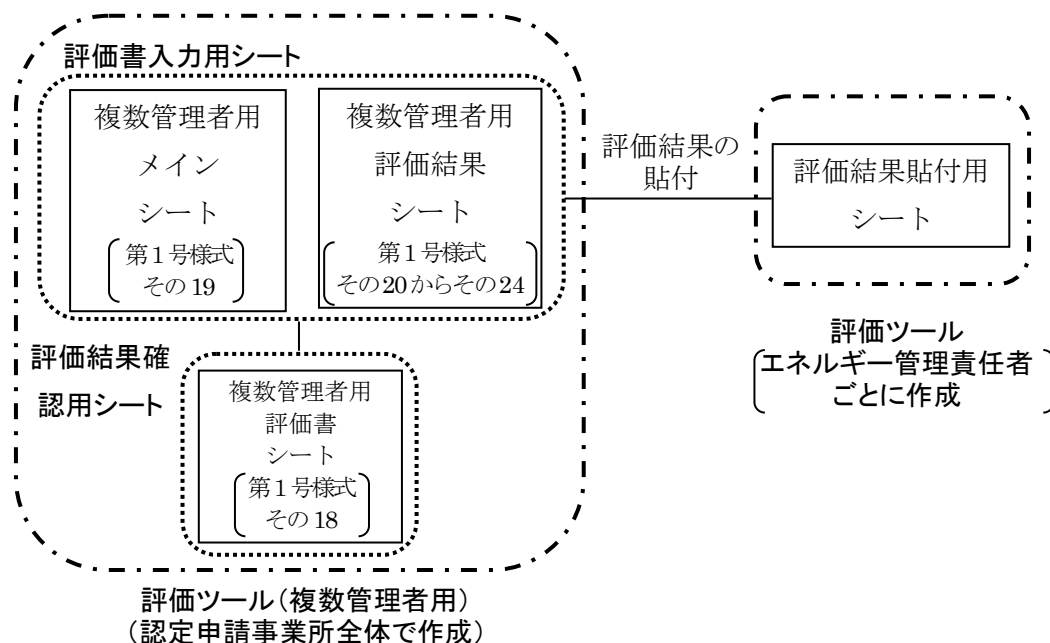 評価書入力用シート
複数管理者用
メイン
シート
第1号様式
その19
複数管理者用
評価結果
シート
第1号様式
その20からその24
評価結果の
貼付
評価結果貼付用
シート
評価ツール
エネルギー管理責任者
ごとに作成
評価結果確
認用シート
複数管理者用
評価書
シート
第1号様式
その18
評価ツール(複数管理者用)
(認定申請事業所全体で作成)